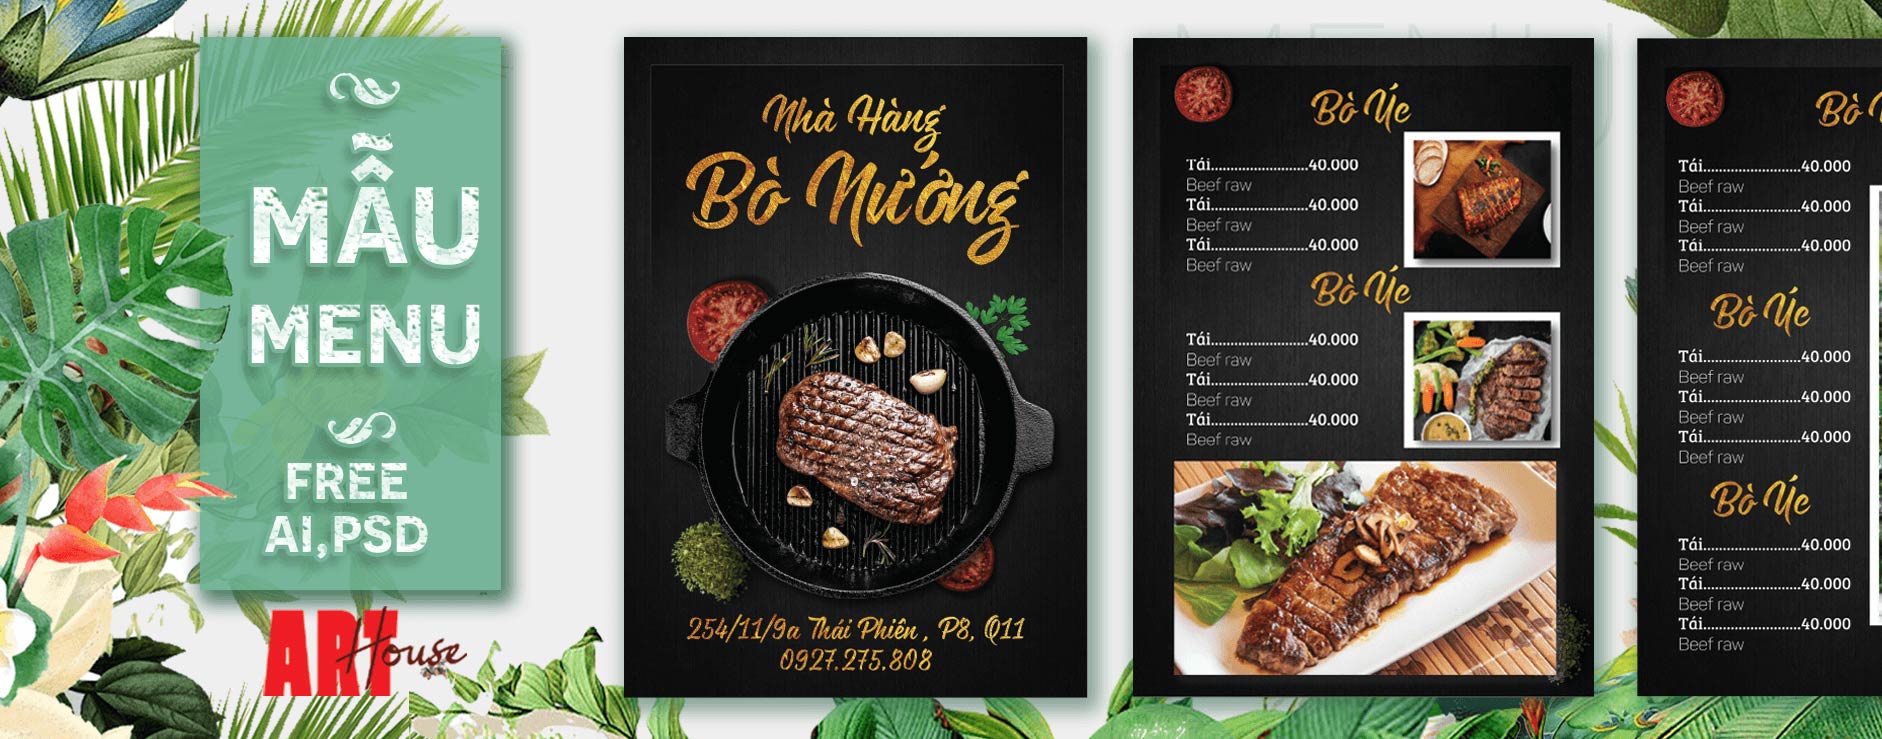 MẪU
MENU
FREE
AI,PSD
ART House
Nhà Hàng
Bò Nướng
254/11/9a Thái Phiên, P8, Q11
0927.275.808
MENU
Bò Úc
Tái.........................40.000
Beef raw
Tái.........................40.000
Beef raw
Tái.........................40.000
Beef raw
Bò Úc
Tái.........................40.000
Beef raw
Tái.........................40.000
Beef raw
Tái.........................40.000
Beef raw
Bò
Tái.........................40.000
Beef raw
Tái.........................40.000
Beef raw
Tái.........................40.000
Beef raw
Bò Úc
Tái.........................40.000
Beef raw
Tái.........................40.000
Beef raw
Tái.........................40.000
Beef raw
Bò Úc
Tái.........................40.000
Beef raw
Tái.........................40.000
Beef raw
Tái.........................40.000
Beef raw